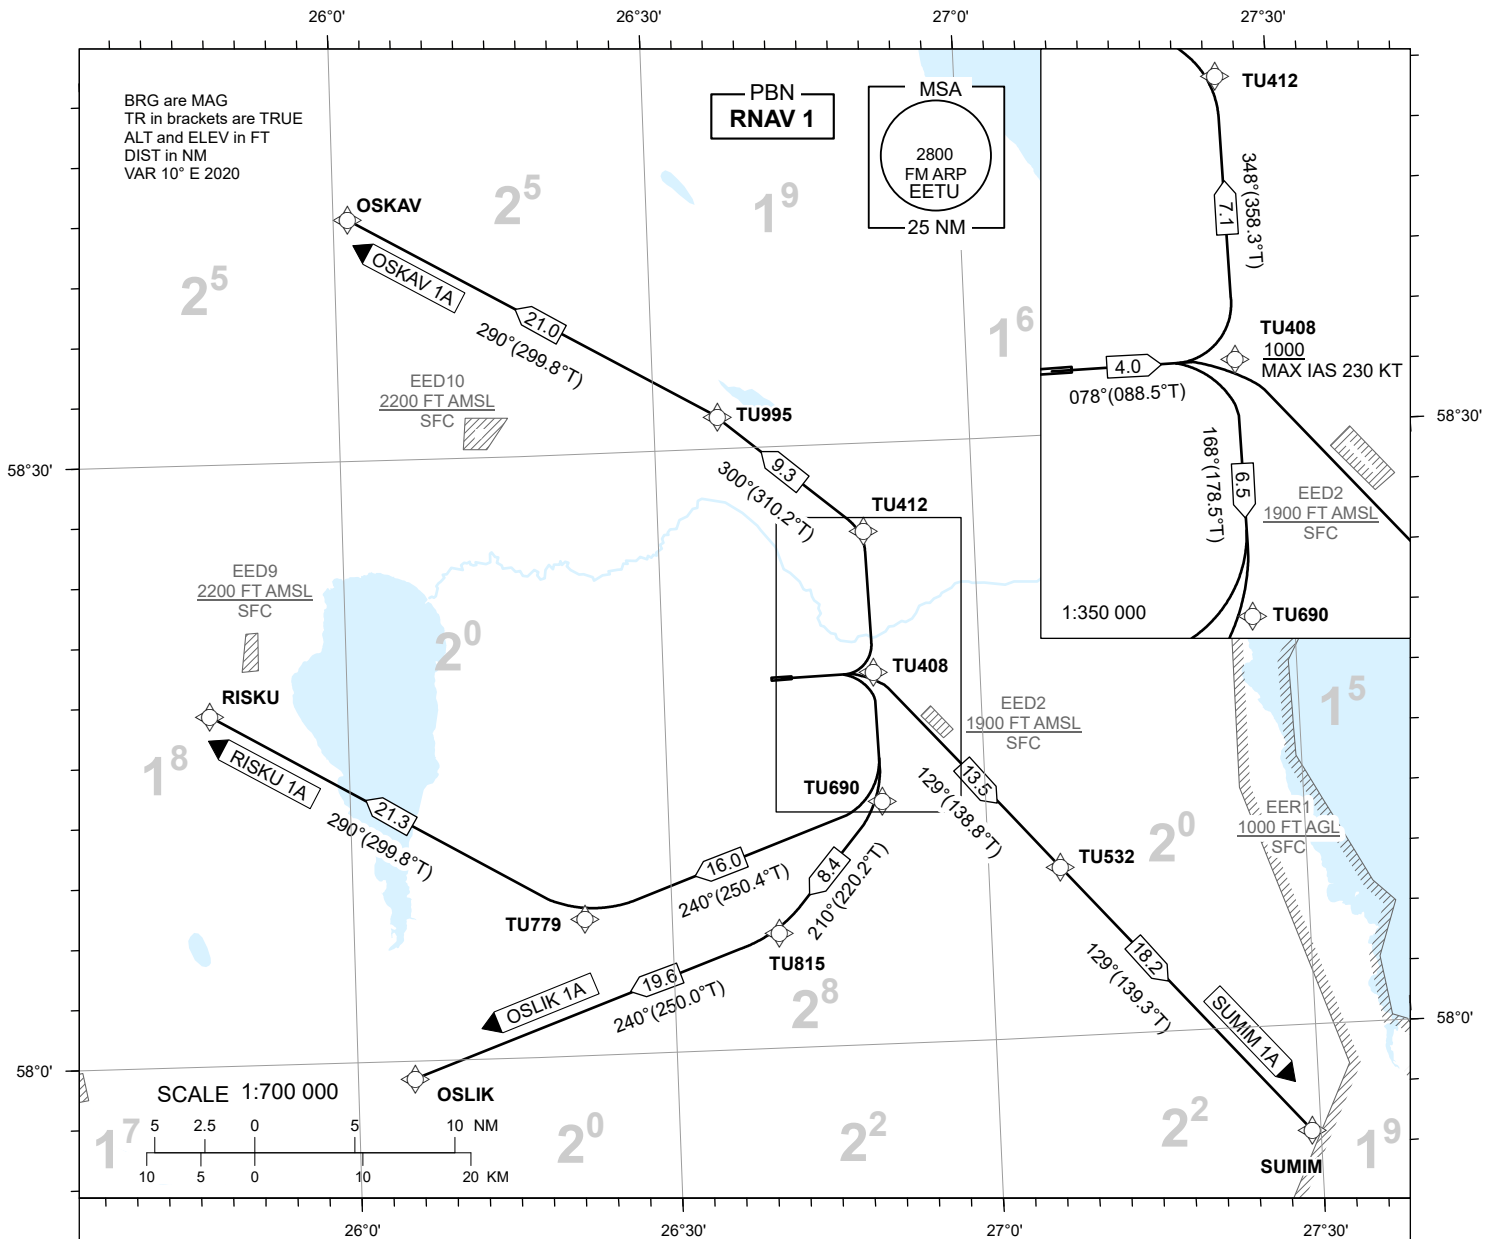 26°0'
26°30'
27°0'
27°30'
BRG are MAG
TR in brackets are TRUE
ALT and ELEV in FT
DIST in NM
VAR 10° E 2020
PBN
RNAV 1
MSA
2800
FM ARP
EETU
25 NM
TU412
348°(358.3°T)
7.1
TU408
1000
MAX IAS 230 KT
4.0
078°(088.5°T)
168°(178.5°T)
6.5
EED2
1900 FT AMSL
SFC
TU690
1:350 000
58°30'
2⁵
1⁹
2⁵
1⁶
OSKAV
OSKAV 1A
21.0
290°(299.8°T)
EED10
2200 FT AMSL
SFC
TU995
58°30'
9.3
300°(310.2°T)
TU412
EED9
2200 FT AMSL
SFC
2⁰
TU408
RISKU
EED2
1900 FT AMSL
SFC
1⁵
1⁸
RISKU 1A
21.3
290°(299.8°T)
TU690
13.5
129°(138.8°T)
EER1
1000 FT AGL
SFC
2⁰
16.0
240°(250.4°T)
8.4
210°(220.2°T)
TU532
TU779
TU815
18.2
129°(139.3°T)
19.6
240°(250.0°T)
OSLIK 1A
2⁸
SUMIM 1A
58°0'
58°0'
OSLIK
SCALE 1:700 000
5 2.5 0 5 10 NM
10 5 0 10 20 KM
1⁷
2⁰
2²
2²
1⁹
SUMIM
26°0'
26°30'
27°0'
27°30'